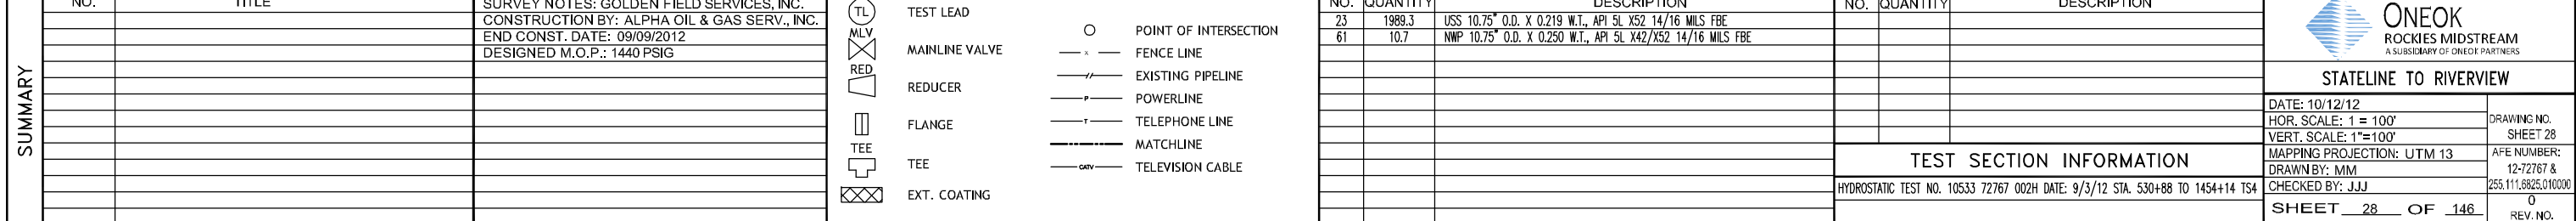 SUMMARY
NO. TITLE
SURVEY NOTES: GOLDEN FIELD SERVICES, INC.
CONSTRUCTION BY: ALPHA OIL & GAS SERV., INC.
END CONST. DATE: 09/09/2012
DESIGNED M.O.P.: 1440 PSIG
TL TEST LEAD
MLV
MAINLINE VALVE
RED
REDUCER
FLANGE
TEE
TEE
EXT. COATING
POINT OF INTERSECTION
x FENCE LINE
EXISTING PIPELINE
P POWERLINE
T TELEPHONE LINE
MATCHLINE
CATV TELEVISION CABLE
NO. QUANTITY DESCRIPTION
23 1989.3 USS 10.75" O.D. X 0.219 W.T., API 5L X52 14/16 MILS FBE
61 10.7 NWP 10.75" O.D. X 0.250 W.T., API 5L X42/X52 14/16 MILS FBE
NO. QUANTITY DESCRIPTION
TEST SECTION INFORMATION
HYDROSTATIC TEST NO. 10533 72767 002H DATE: 9/3/12 STA. 530+88 TO 1454+14 TS4
ONEOK
ROCKIES MIDSTREAM
A SUBSIDIARY OF ONEOK PARTNERS
STATELINE TO RIVERVIEW
DATE: 10/12/12
HOR. SCALE: 1 = 100'
VERT. SCALE: 1"=100'
MAPPING PROJECTION: UTM 13
DRAWN BY: MM
CHECKED BY: JJJ
SHEET 28 OF 146
DRAWING NO.
SHEET 28
AFE NUMBER:
12-72767 &
255.111.6825.010000
0
REV. NO.